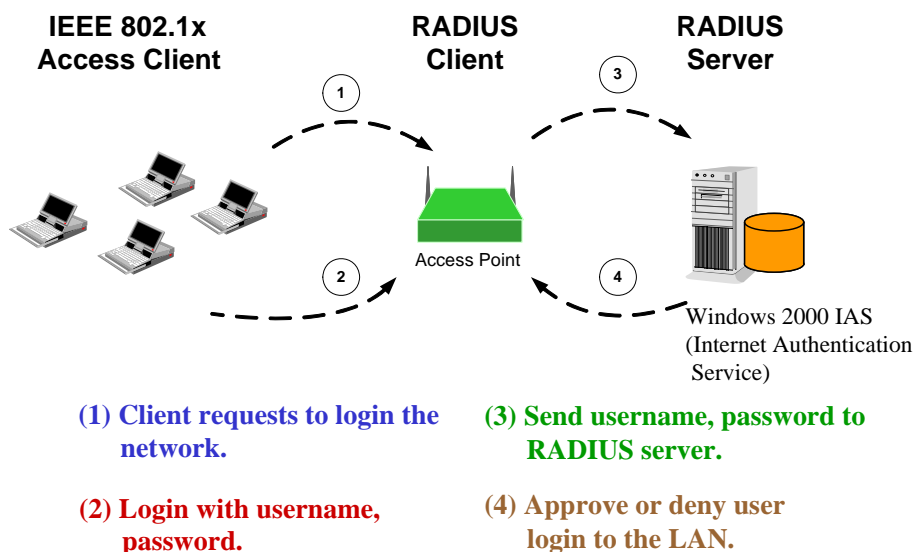 IEEE 802.1x
Access Client
RADIUS
Client
RADIUS
Server
1
3
Access Point
2
4
Windows 2000 IAS
(Internet Authentication
Service)
(1) Client requests to login the
network.
(2) Login with username,
password.
(3) Send username, password to
RADIUS server.
(4) Approve or deny user
login to the LAN.